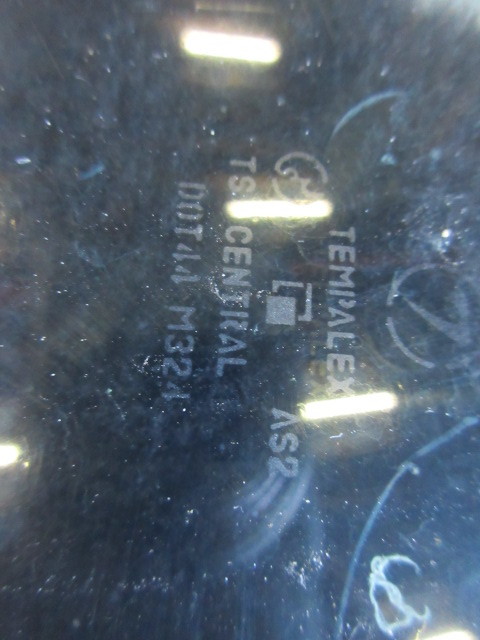 TEMPALEX
AS2
TS CENTRAL
DOT44 M324